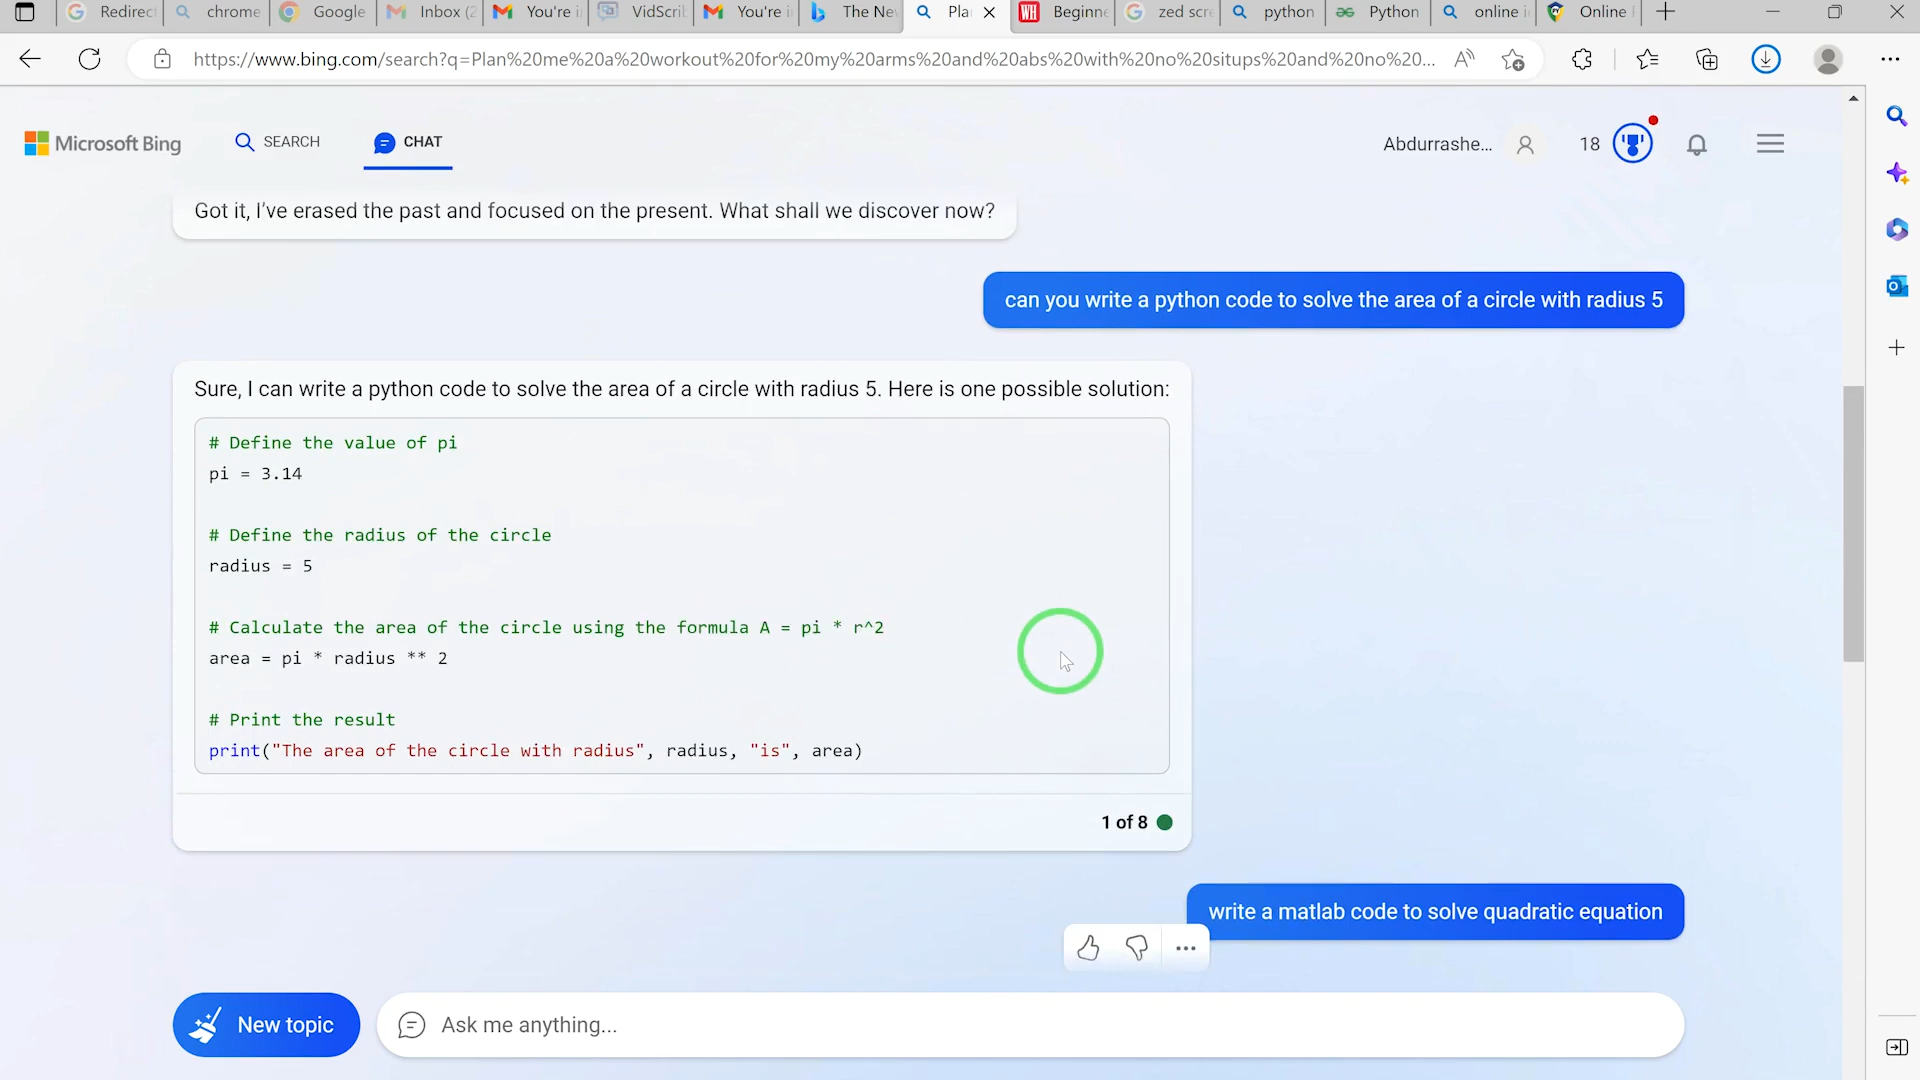 Redirect
chrome
Google
Inbox (2
You're i
VidScri
You're i
The Ne
Pla
WH
Beginne
zed scre
python
Python
online i
Online
https://www.bing.com/search?q=Plan%20me%20a%20workout%20for%20my%20arms%20and%20abs%20with%20no%20situps%20and%20no%20...
Microsoft Bing
SEARCH
CHAT
Abdurrashe...
18
Got it, I've erased the past and focused on the present. What shall we discover now?
can you write a python code to solve the area of a circle with radius 5
Sure, I can write a python code to solve the area of a circle with radius 5. Here is one possible solution:
# Define the value of pi
pi = 3.14
# Define the radius of the circle
radius = 5
# Calculate the area of the circle using the formula A = pi * r^2
area = pi * radius ** 2
# Print the result
print("The area of the circle with radius", radius, "is", area)
1 of 8
write a matlab code to solve quadratic equation
New topic
Ask me anything...